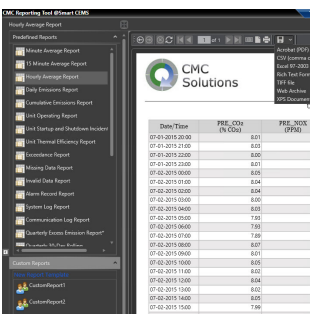 CMC Reporting Tool @Smart CEMS
Hourly Average Report
Predefined Reports
Minute Average Report
15 Minute Average Report
Hourly Average Report
Daily Emissions Report
Cumulative Emissions Report
Unit Operating Report
Unit Startup and Shutdown Incident
Unit Thermal Efficiency Report
Exceedance Report
Missing Data Report
Invalid Data Report
Alarm Record Report
System Log Report
Communication Log Report
Quarterly Excess Emission Report"
Quarterly 30-Day Rolling
Custom Reports
CustomReport1
CustomReport2
1 of 1
Acrobat (PDF)
CSV (comma d
Excel 97-2003
Rich Text Form
TIFF file
Web Archive
XPS Documen
CMC
Solutions
Date/Time PRE_CO2 (% CO2) PRE_NOX (PPM)
07-01-2015 20:00 8.01
07-01-2015 21:00 8.03
07-01-2015 22:00 8.00
07-01-2015 23:00 8.01
07-02-2015 00:00 8.05
07-02-2015 01:00 8.04
07-02-2015 02:00 8.04
07-02-2015 03:00 8.00
07-02-2015 04:00 8.03
07-02-2015 05:00 7.93
07-02-2015 06:00 7.93
07-02-2015 07:00 7.89
07-02-2015 08:00 8.07
07-02-2015 09:00 8.01
07-02-2015 10:00 8.05
07-02-2015 11:00 8.02
07-02-2015 12:00 8.04
07-02-2015 13:00 8.02
07-02-2015 14:00 8.05
07-02-2015 15:00 7.99